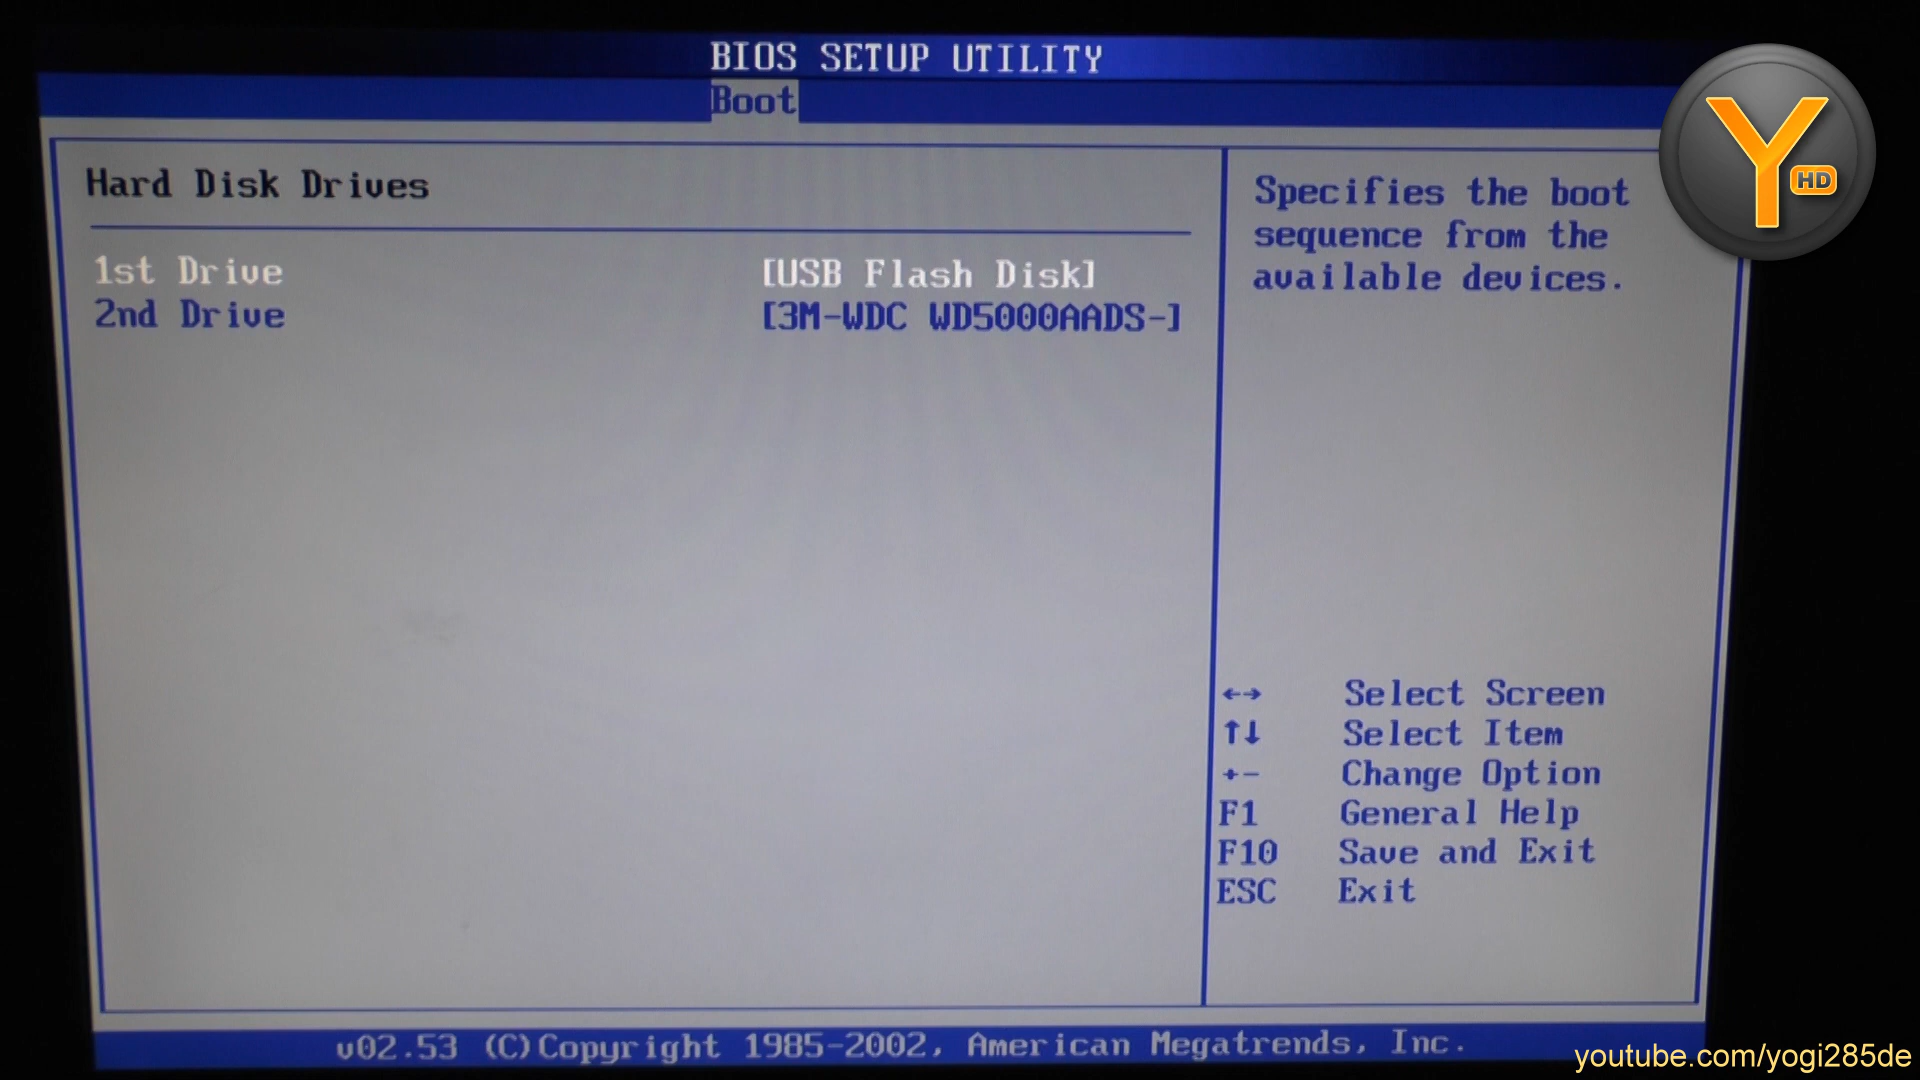 BIOS SETUP UTILITY
Boot
Hard Disk Drives
1st Drive [USB Flash Disk]
2nd Drive [3M-WDC WD5000AADS-]
Specifies the boot
sequence from the
available devices.
←→ Select Screen
↑↓ Select Item
+- Change Option
F1 General Help
F10 Save and Exit
ESC Exit
v02.53 (C)Copyright 1985-2002, American Megatrends, Inc.
Y HD
youtube.com/yogi285de